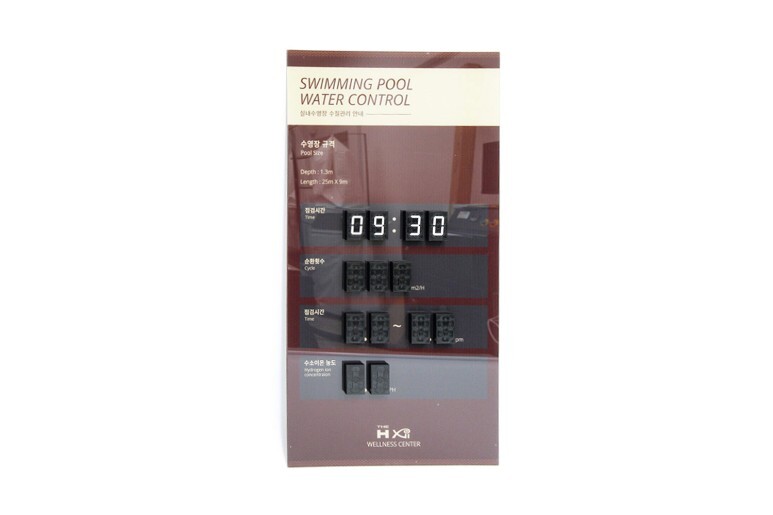 SWIMMING POOL
WATER CONTROL
실내수영장 수질관리 안내
수영장 규격
Pool Size
Depth : 1.3m
Length : 25m X 9m
점검시간
Time
09:30
순환횟수
Cycle
m2/H
점검시간
Time
~
pm
수소이온 농도
Hydrogen ion
concentration
THE
H
WELLNESS CENTER